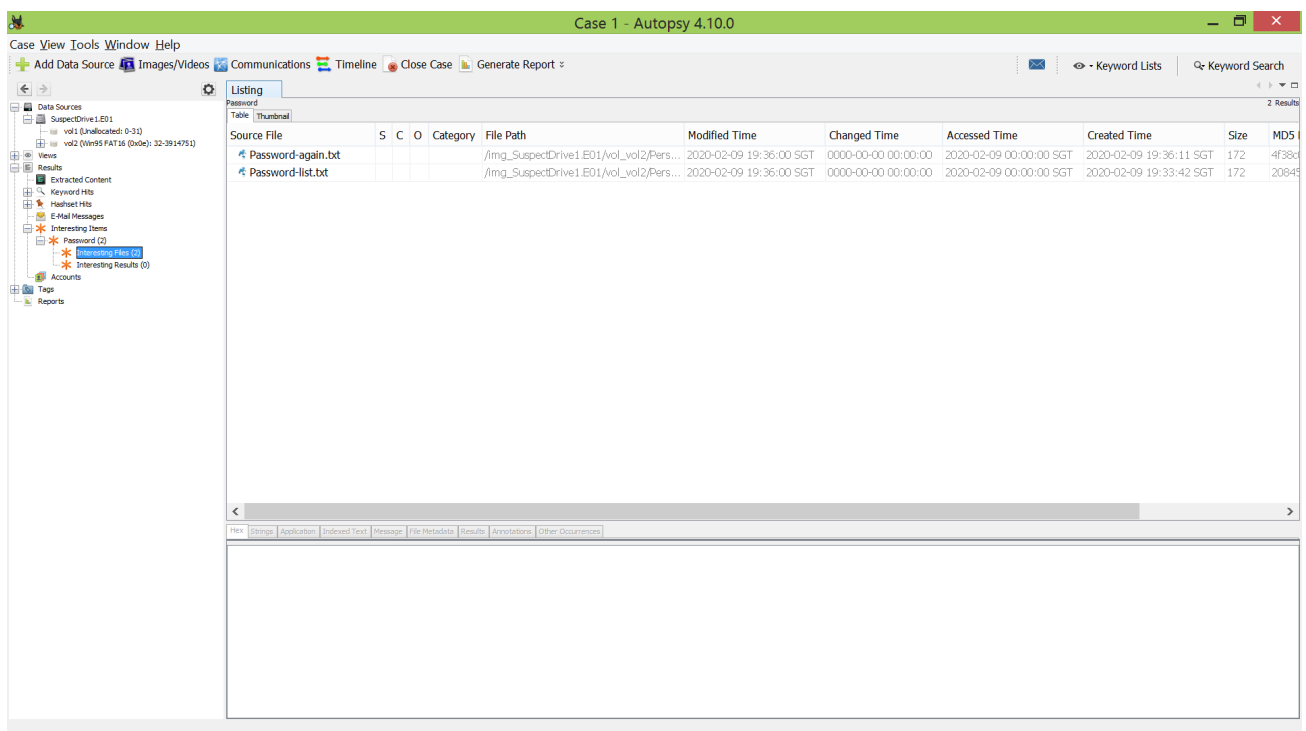 Case 1 - Autopsy 4.10.0
Case View Tools Window Help
Add Data Source Images/Videos Communications Timeline Close Case Generate Report Keyword Lists Keyword Search
Listing
Password
2 Results
Table Thumbnail
Data Sources
SuspectDrive1.E01
vol1 (Unallocated: 0-31)
vol2 (Win95 FAT16 (0x0e): 32-3914751)
Views
Results
Extracted Content
Keyword Hits
Hashset Hits
E-Mail Messages
Interesting Items
Password (2)
Interesting Files (2)
Interesting Results (0)
Accounts
Tags
Reports
Source File S C O Category File Path Modified Time Changed Time Accessed Time Created Time Size MD5
Password-again.txt /img_SuspectDrive1.E01/vol_vol2/Pers... 2020-02-09 19:36:00 SGT 0000-00-00 00:00:00 2020-02-09 00:00:00 SGT 2020-02-09 19:36:11 SGT 172 4f38c
Password-list.txt /img_SuspectDrive1.E01/vol_vol2/Pers... 2020-02-09 19:36:00 SGT 0000-00-00 00:00:00 2020-02-09 00:00:00 SGT 2020-02-09 19:33:42 SGT 172 20845
Hex Strings Application Indexed Text Message File Metadata Results Annotations Other Occurrences